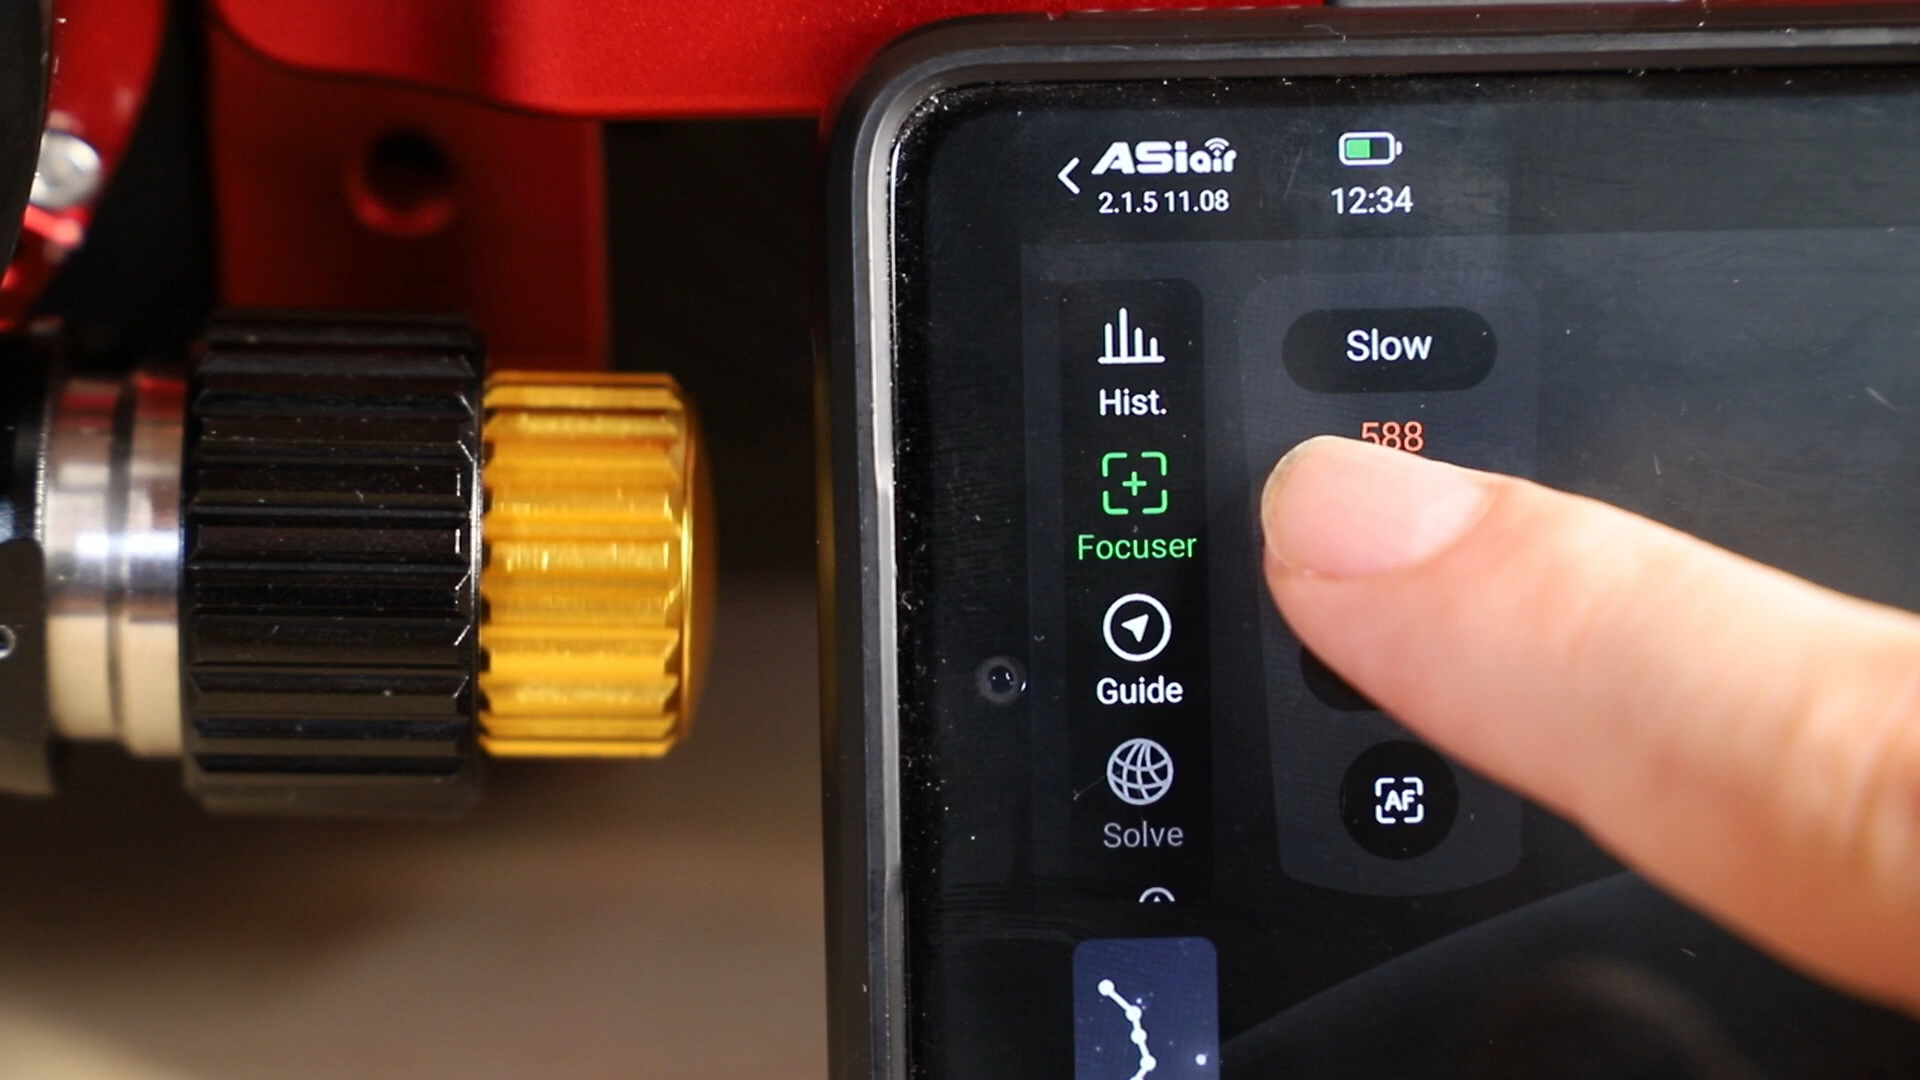 ASiair
2.1.5 11.08
12:34
Slow
Hist.
588
Focuser
Guide
AF
Solve